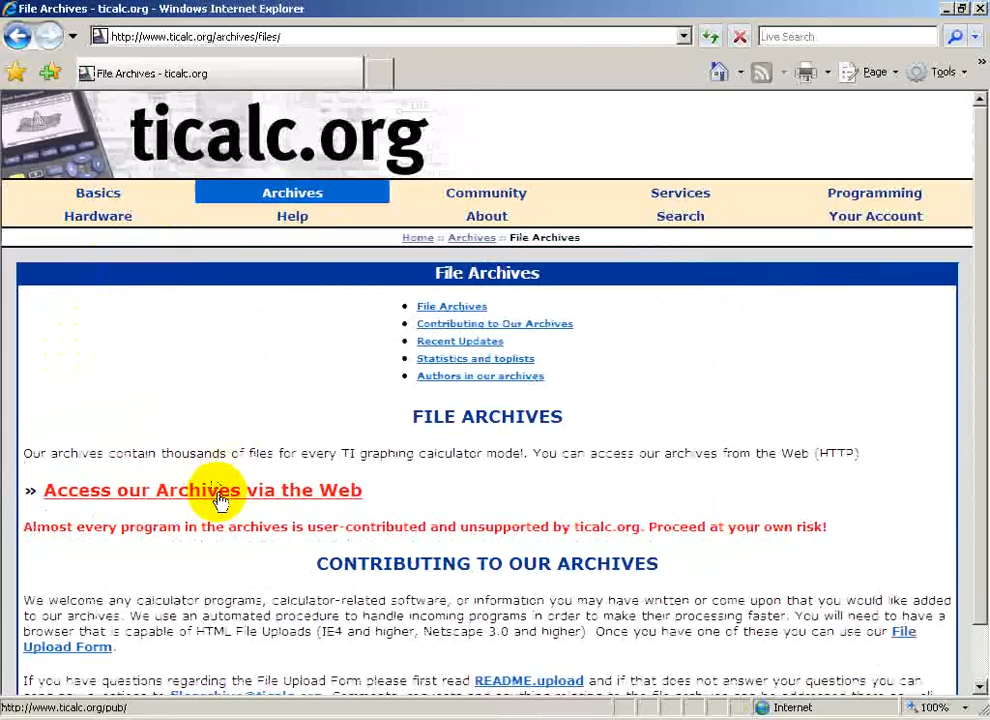 File Archives - ticalc.org - Windows Internet Explorer
http://www.ticalc.org/archives/files/
Live Search
File Archives - ticalc.org
Page
Tools
ticalc.org
Basics Archives Community Services Programming
Hardware Help About Search Your Account
Home :: Archives :: File Archives
File Archives
File Archives
Contributing to Our Archives
Recent Updates
Statistics and toplists
Authors in our archives
FILE ARCHIVES
Our archives contain thousands of files for every TI graphing calculator model. You can access our archives from the Web (HTTP)
» Access our Archives via the Web
Almost every program in the archives is user-contributed and unsupported by ticalc.org. Proceed at your own risk!
CONTRIBUTING TO OUR ARCHIVES
We welcome any calculator programs, calculator-related software, or information you may have written or come upon that you would like added
to our archives. We use an automated procedure to handle incoming programs in order to make their processing faster. You will need to have a
browser that is capable of HTML File Uploads (IE4 and higher, Netscape 3.0 and higher) Once you have one of these you can use our File
Upload Form.
If you have questions regarding the File Upload Form please first read README.upload and if that does not answer your questions you can
http://www.ticalc.org/pub/
Internet
100%